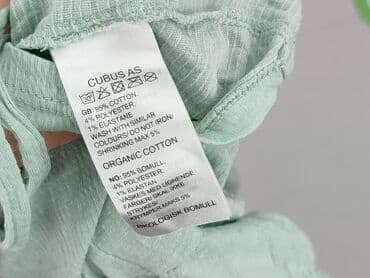 CUBUS AS
GB: 95% COTTON
4% POLYESTER.
1% ELASTANE
WASH WITH SIMILAR
COLOURS/ DO NOT (IRON)
SHRINKING MAX 5%
ORGANIC COTTON
NO: 95% BOMULL.
4% POLYESTER.
1% ELASTAN
VASKES MED LIGNENDE
FARGER/ SKAL IKKE
STRYKES/
KRYMPER MAKS 5%
ØKOLOGISK BOMULL